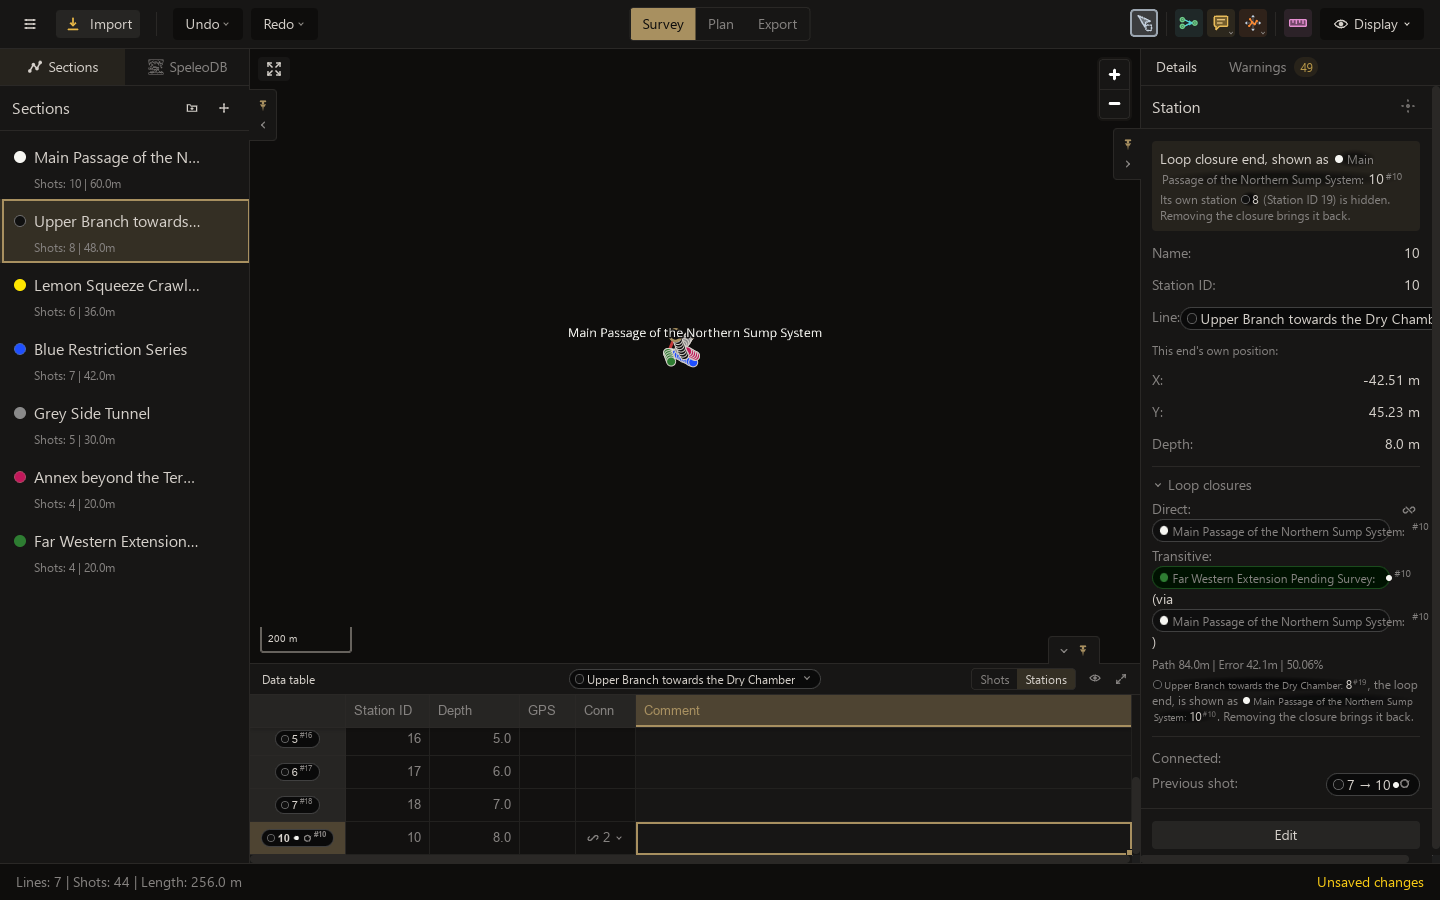 Import
Undo
Redo
Survey
Plan
Export
Display
Sections
SpeleoDB
Sections
Main Passage of the N...
Shots: 10 | 60.0m
Upper Branch towards...
Shots: 8 | 48.0m
Lemon Squeeze Crawl...
Shots: 6 | 36.0m
Blue Restriction Series
Shots: 7 | 42.0m
Grey Side Tunnel
Shots: 5 | 30.0m
Annex beyond the Ter...
Shots: 4 | 20.0m
Far Western Extension...
Shots: 4 | 20.0m
Main Passage of the Northern Sump System
200 m
Data table
Upper Branch towards the Dry Chamber
Shots
Stations
Station ID Depth GPS Conn Comment
5 #16 16 5.0
6 #17 17 6.0
7 #18 18 7.0
10 #10 10 8.0 2
Details
Warnings 49
Station
Loop closure end, shown as Main
Passage of the Northern Sump System: 10 #10
Its own station 8 (Station ID 19) is hidden.
Removing the closure brings it back.
Name: 10
Station ID: 10
Line: Upper Branch towards the Dry Chamb
This end's own position:
X: -42.51 m
Y: 45.23 m
Depth: 8.0 m
Loop closures
Direct:
Main Passage of the Northern Sump System: #10
Transitive:
Far Western Extension Pending Survey: #10
(via
Main Passage of the Northern Sump System: #10
)
Path 84.0m | Error 42.1m | 50.06%
Upper Branch towards the Dry Chamber: 8 #19, the loop
end, is shown as Main Passage of the Northern Sump
System: 10 #10. Removing the closure brings it back.
Connected:
Previous shot: 7 → 10
Edit
Lines: 7 | Shots: 44 | Length: 256.0 m
Unsaved changes